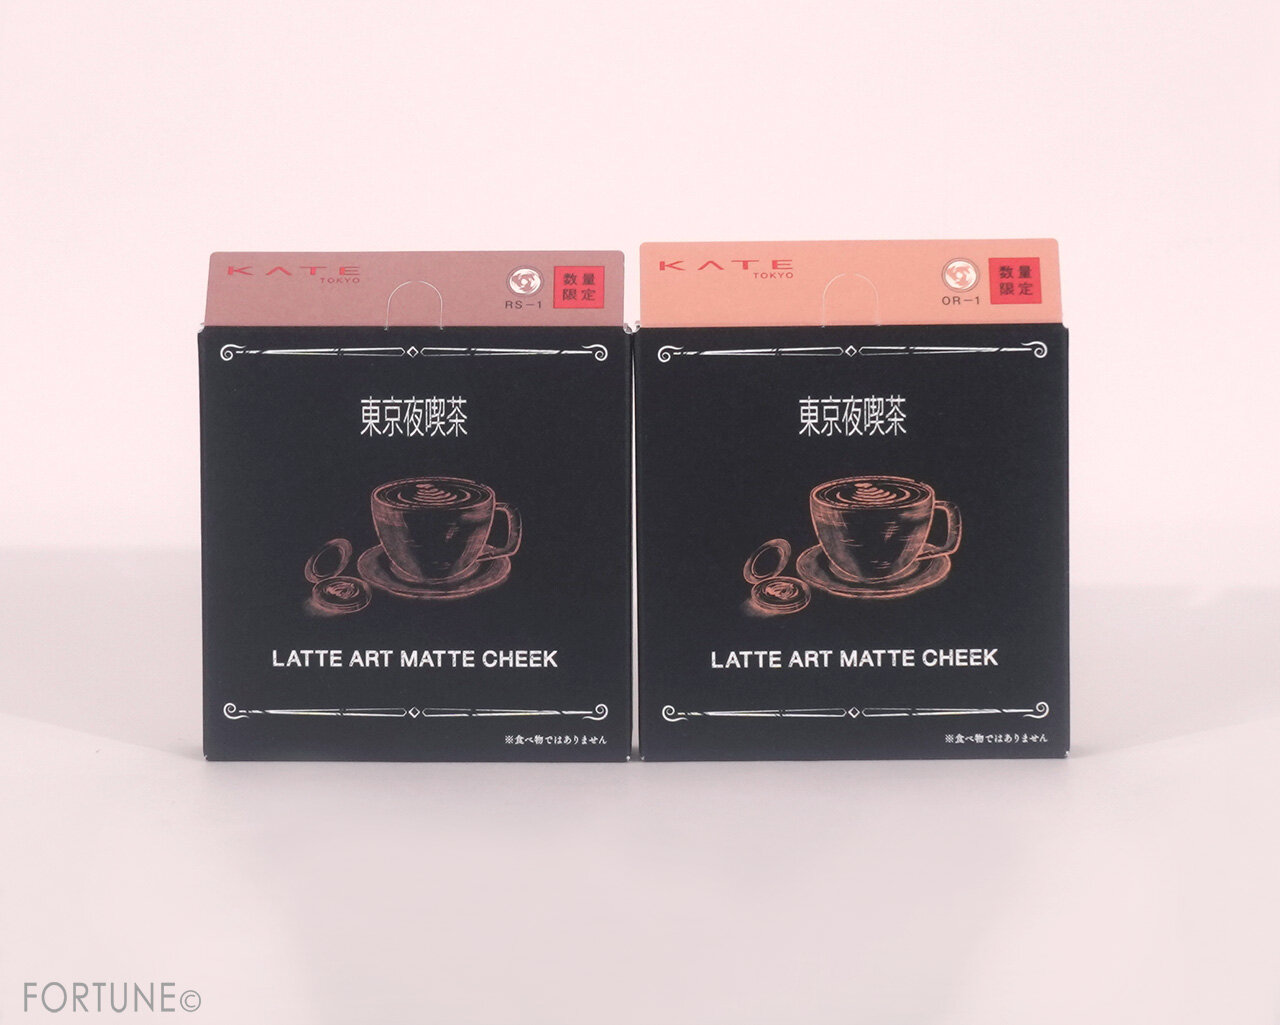 KATE
TOKYO
RS-1
数量
限定
東京夜喫茶
LATTE ART MATTE CHEEK
※食べ物ではありません
KATE
TOKYO
OR-1
数量
限定
東京夜喫茶
LATTE ART MATTE CHEEK
※食べ物ではありません
FORTUNE©